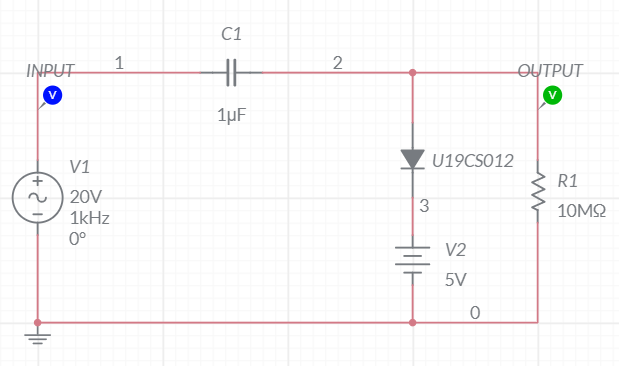 C1
INPUT
1
2
OUTPUT
V
V
1μF
V1
20V
1kHz
0°
+
U19CS012
R1
10MΩ
3
V2
5V
0